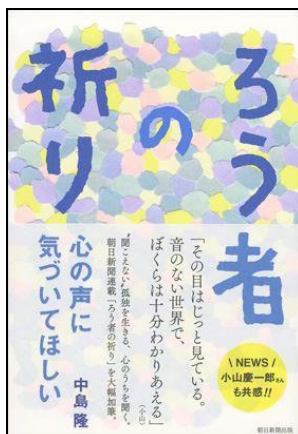 ろう者
の
祈り
「その目はじっと見ている。
音のない世界で、
ぼくらは十分わかりあえる」
(小山)
“聞こえない”孤独を生きる、心のうちを聞く。
朝日新聞連載「ろう者の祈り」を大幅加筆。
心の声に
気づいてほしい
中島 隆
\ NEWS /
小山慶一郎さん
も共感!!
朝日新聞出版